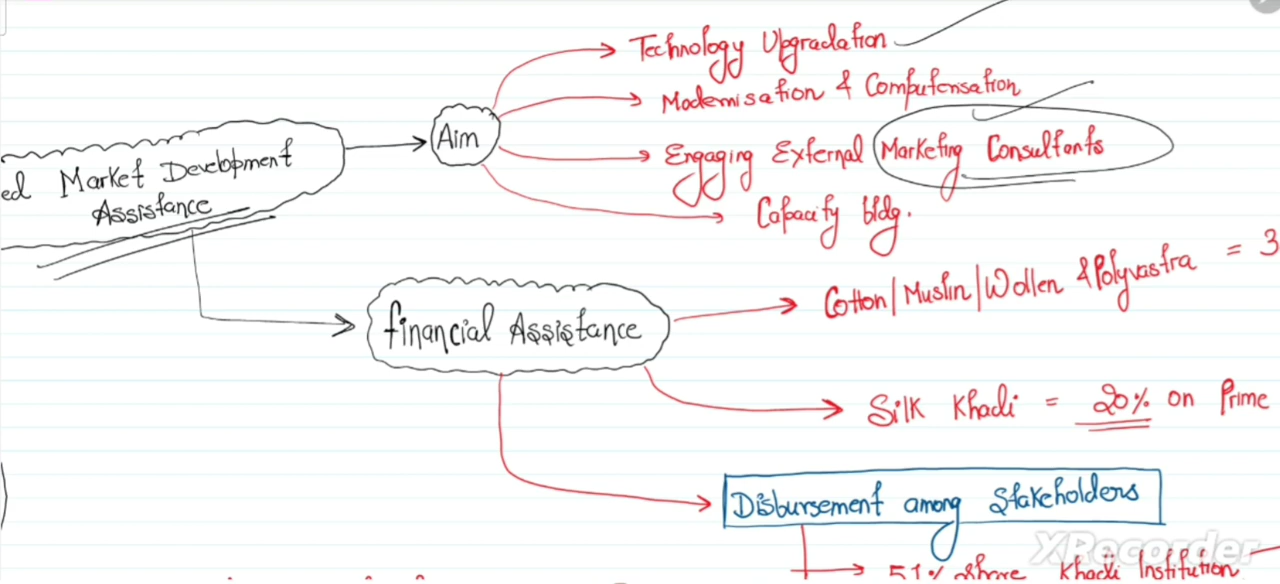 Technology Upgradation
Modernisation & Computerisation
Aim
Engaging External Marketing Consultants
ed Market Development
Assistance
Capacity bldg.
Cotton/Muslin/Wollen & Polyvastra = 3
Financial Assistance
Silk Khadi = 20% on Prime
Disbursement among Stakeholders
XRecorder
51% share Khadi Institution